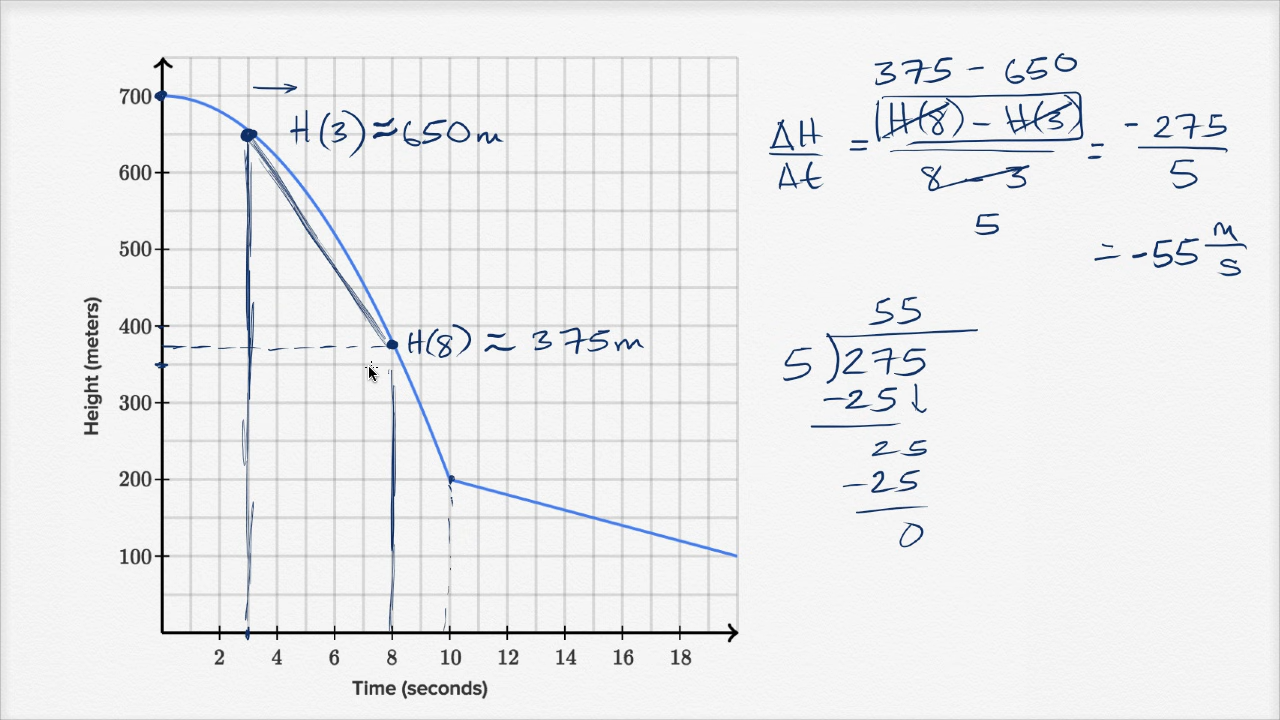 700
600
500
400
300
200
100
2 4 6 8 10 12 14 16 18
Height (meters)
Time (seconds)
H(3) ≈ 650m
H(8) ≈ 375m
375 - 650
ΔH/Δt = H(8) - H(3) / 8 - 3 = -275/5
5
= -55 m/s
55
5)275
-25↓
25
-25
0